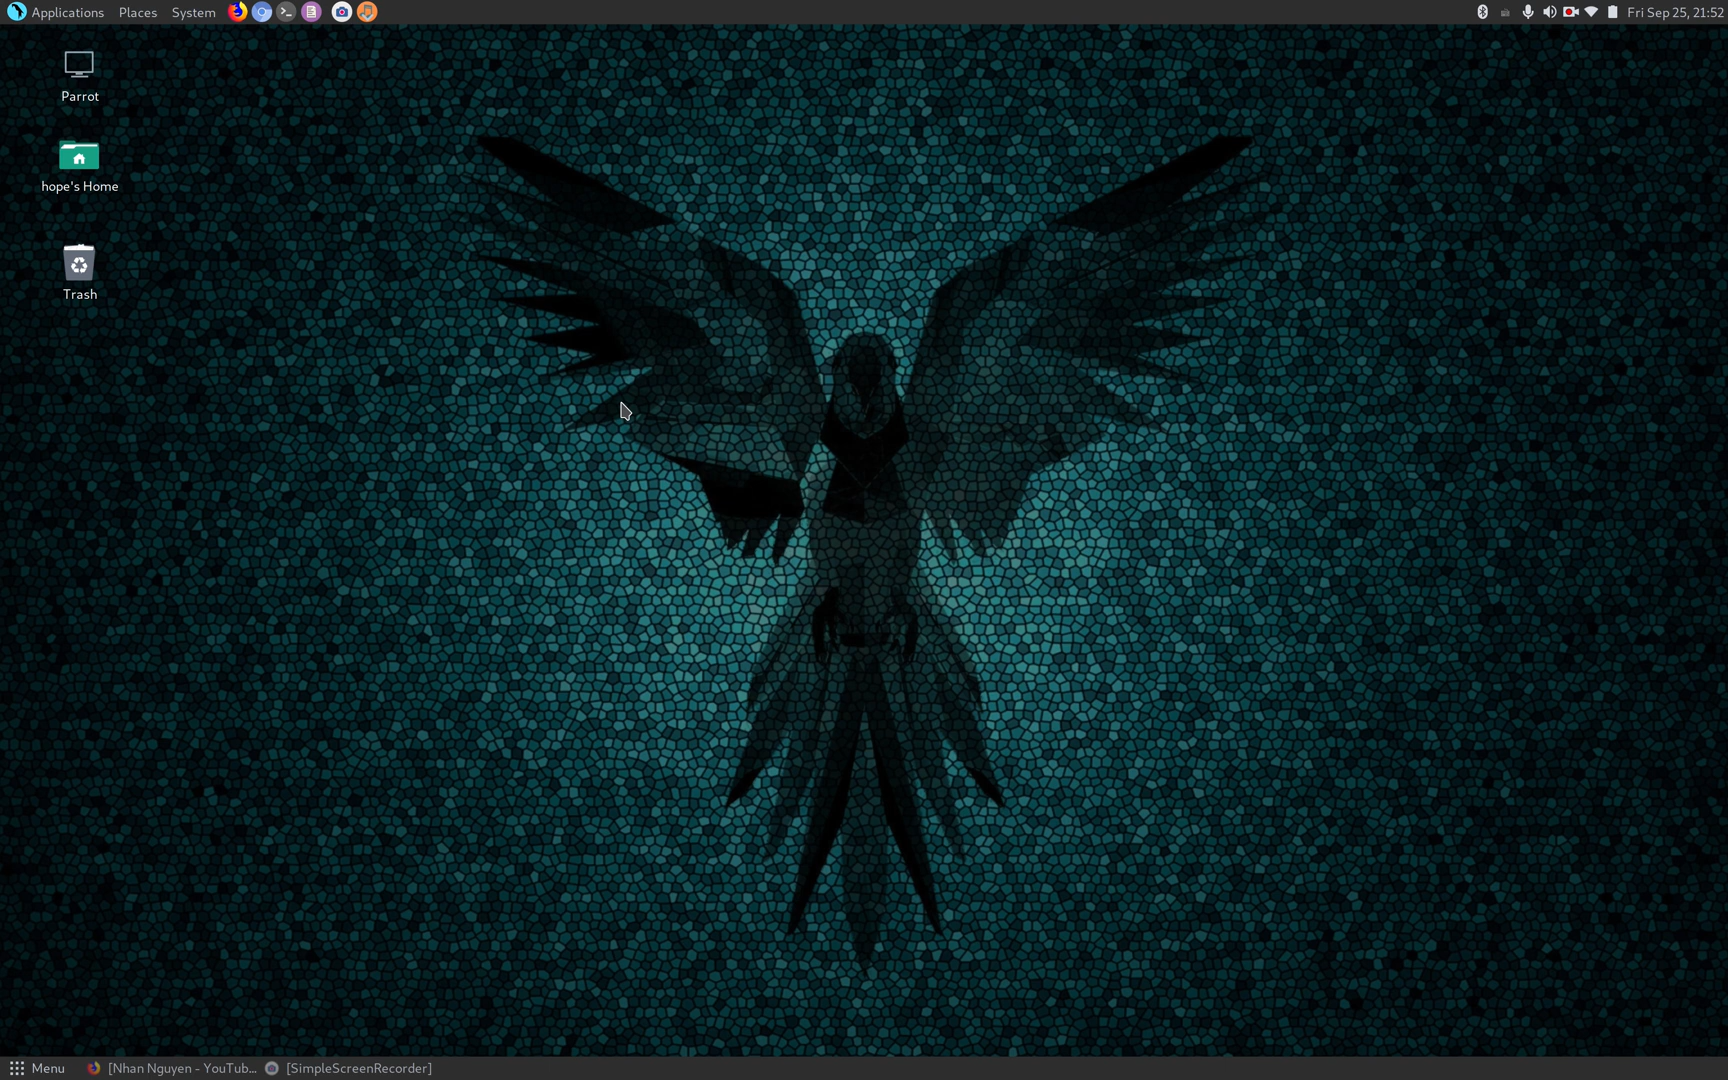 Applications Places System Fri Sep 25, 21:52
Parrot
hope's Home
Trash
Menu [Nhan Nguyen - YouTub... [SimpleScreenRecorder]